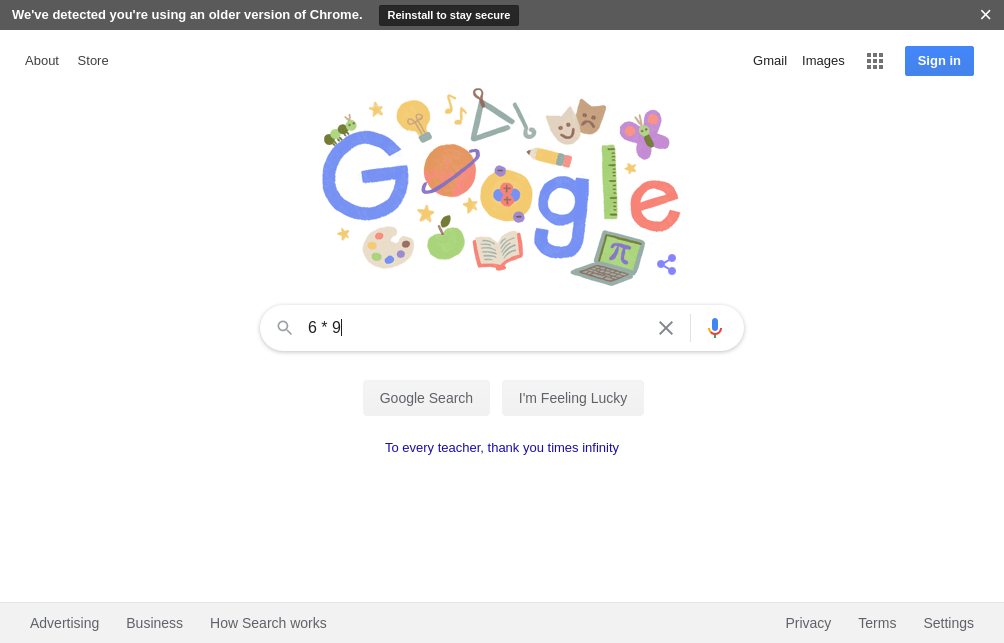 We've detected you're using an older version of Chrome. Reinstall to stay secure
About Store Gmail Images Sign in
Google
π
6 * 9
Google Search I'm Feeling Lucky
To every teacher, thank you times infinity
Advertising Business How Search works Privacy Terms Settings